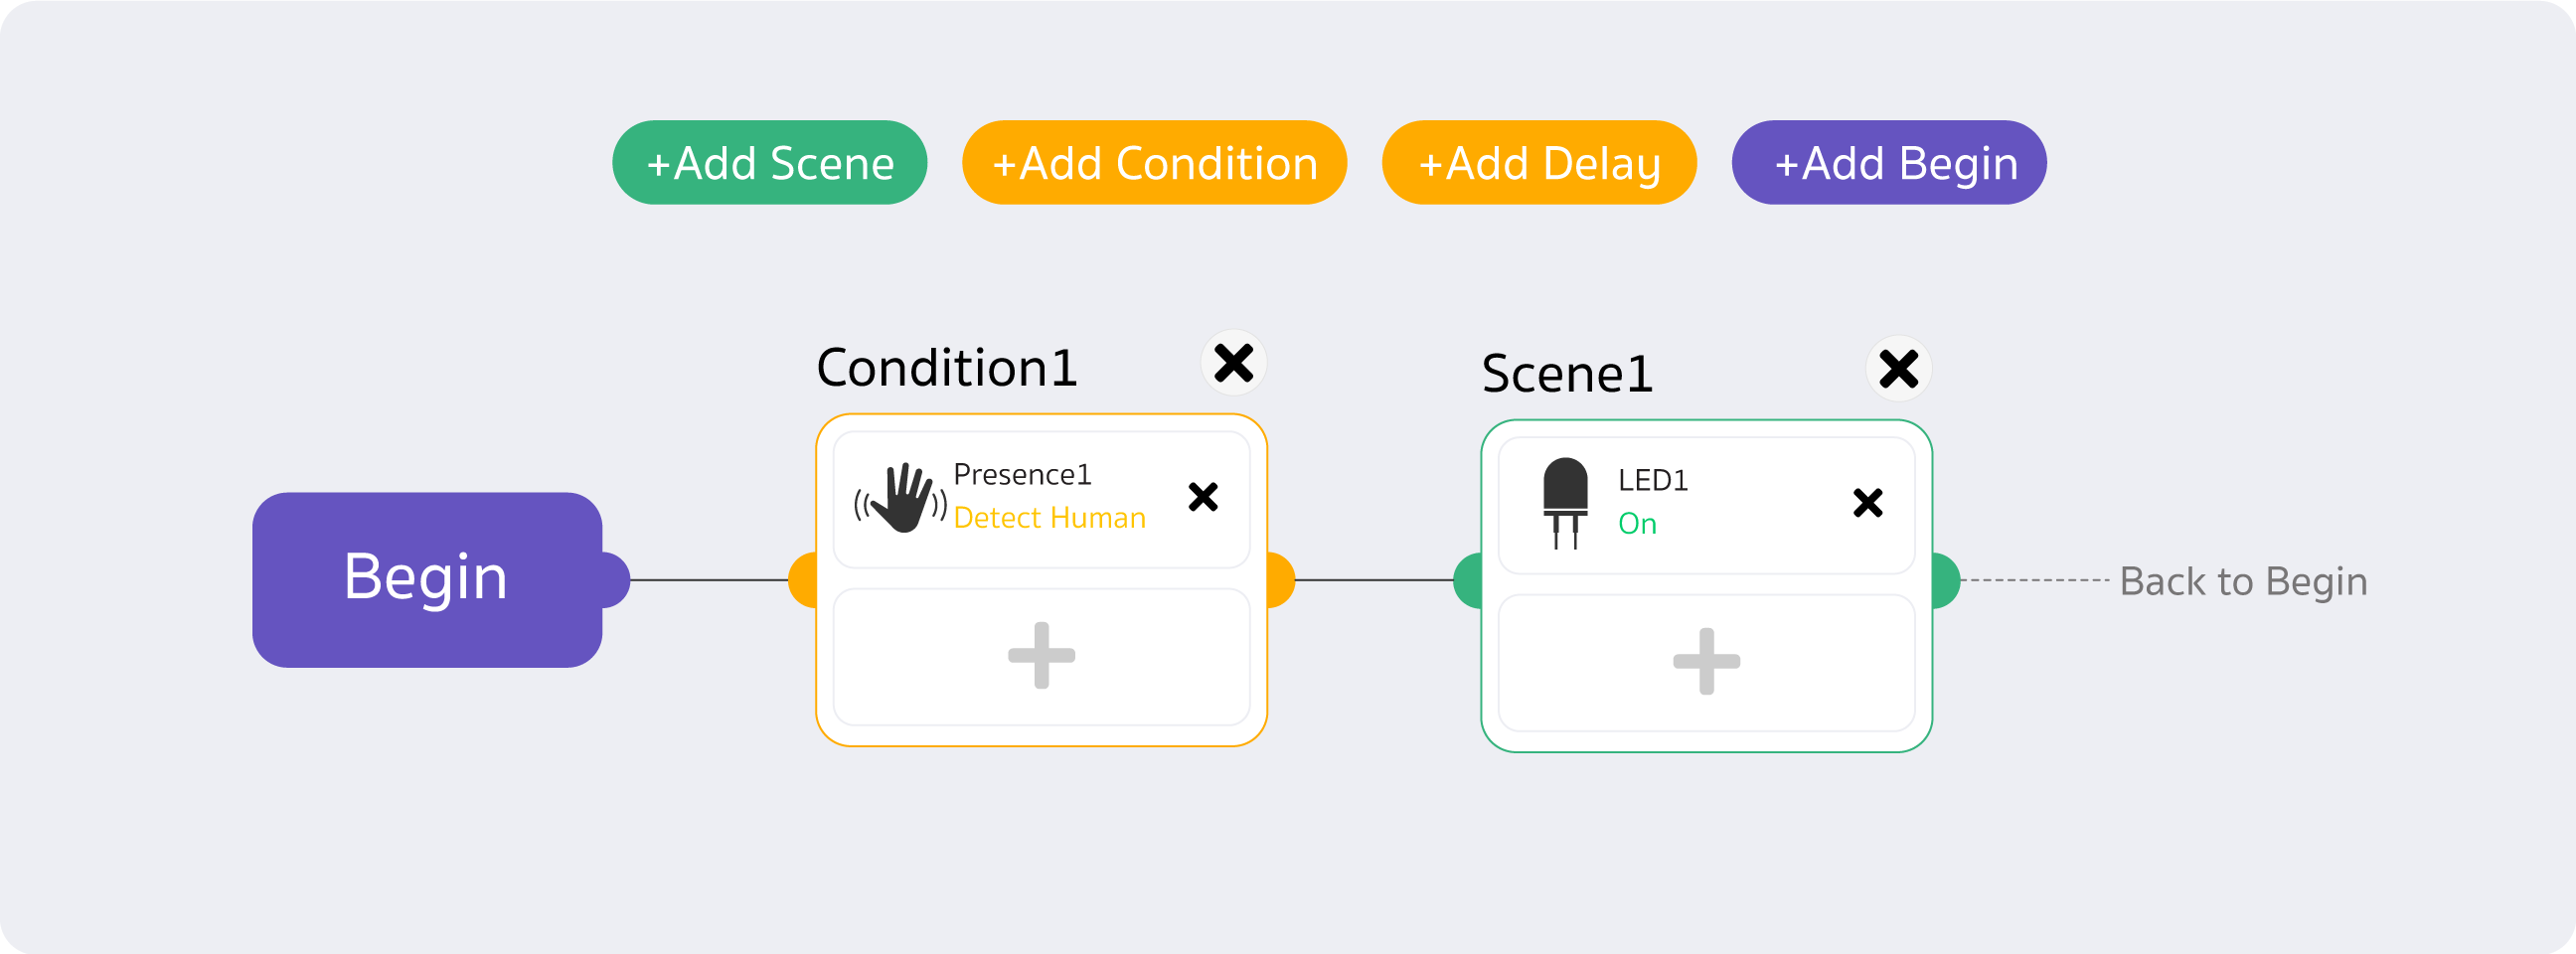 +Add Scene
+Add Condition
+Add Delay
+Add Begin
Condition1
Scene1
Presence1
Detect Human
LED1
On
Begin
Back to Begin